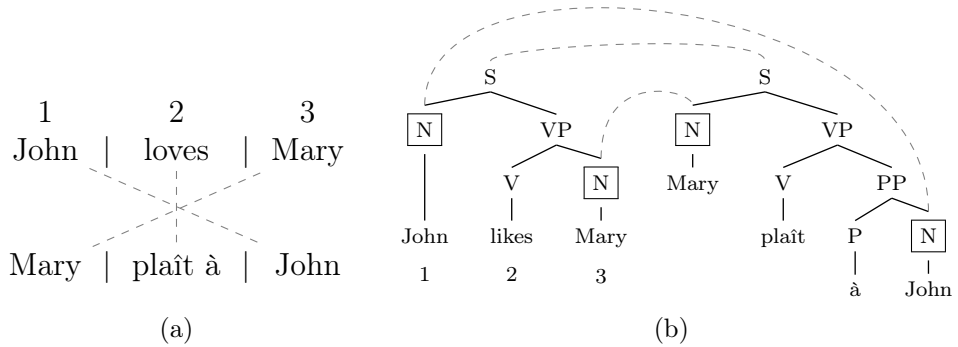 1 2 3
John | loves | Mary
Mary | plaît à | John
(a)
S S
N VP N VP
V N Mary V PP
John likes Mary plaît P N
1 2 3 à John
(b)